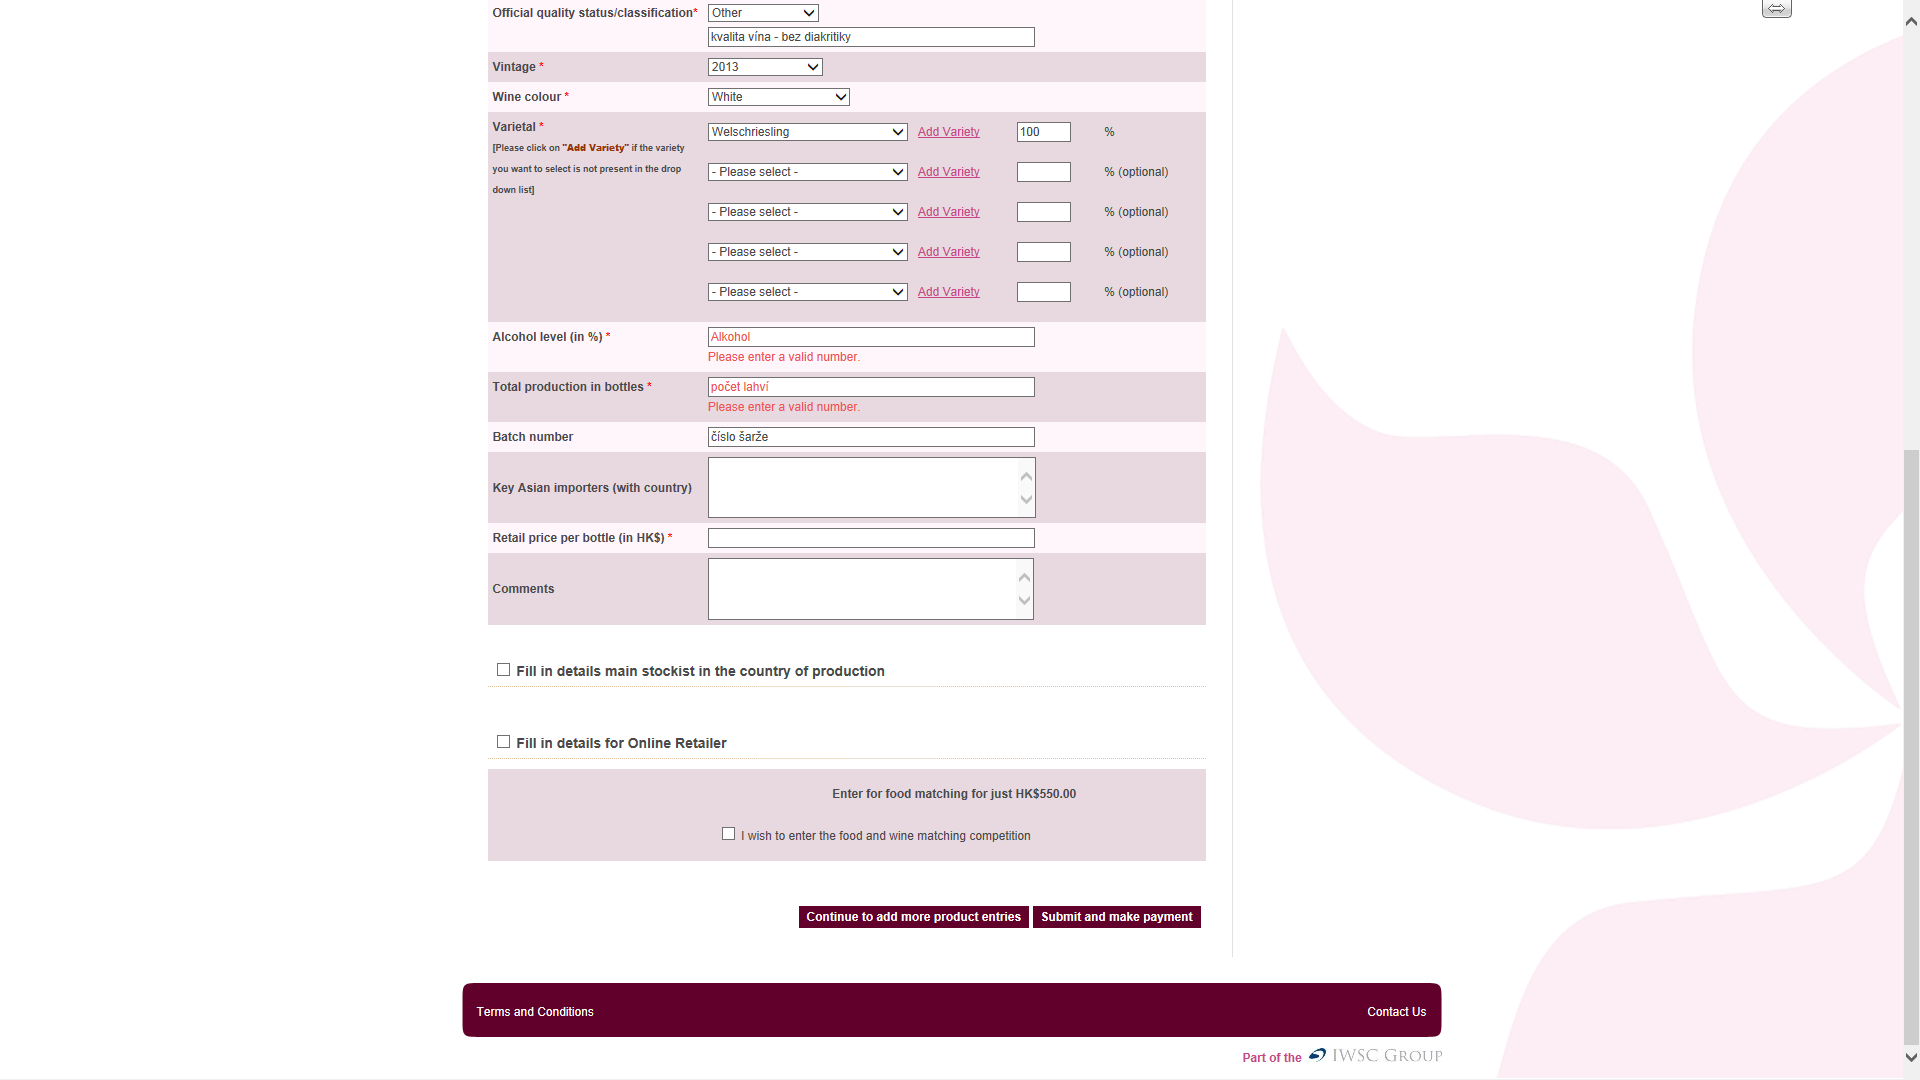 Official quality status/classification* Other
kvalita vína - bez diakritiky
Vintage * 2013
Wine colour * White
Varietal * Welschriesling Add Variety 100 %
[Please click on "Add Variety" if the variety
you want to select is not present in the drop
down list]
- Please select - Add Variety % (optional)
- Please select - Add Variety % (optional)
- Please select - Add Variety % (optional)
- Please select - Add Variety % (optional)
Alcohol level (in %) * Alkohol
Please enter a valid number.
Total production in bottles * počet lahví
Please enter a valid number.
Batch number číslo šarže
Key Asian importers (with country)
Retail price per bottle (in HK$) *
Comments
Fill in details main stockist in the country of production
Fill in details for Online Retailer
Enter for food matching for just HK$550.00
I wish to enter the food and wine matching competition
Continue to add more product entries Submit and make payment
Terms and Conditions Contact Us
Part of the IWSC GROUP